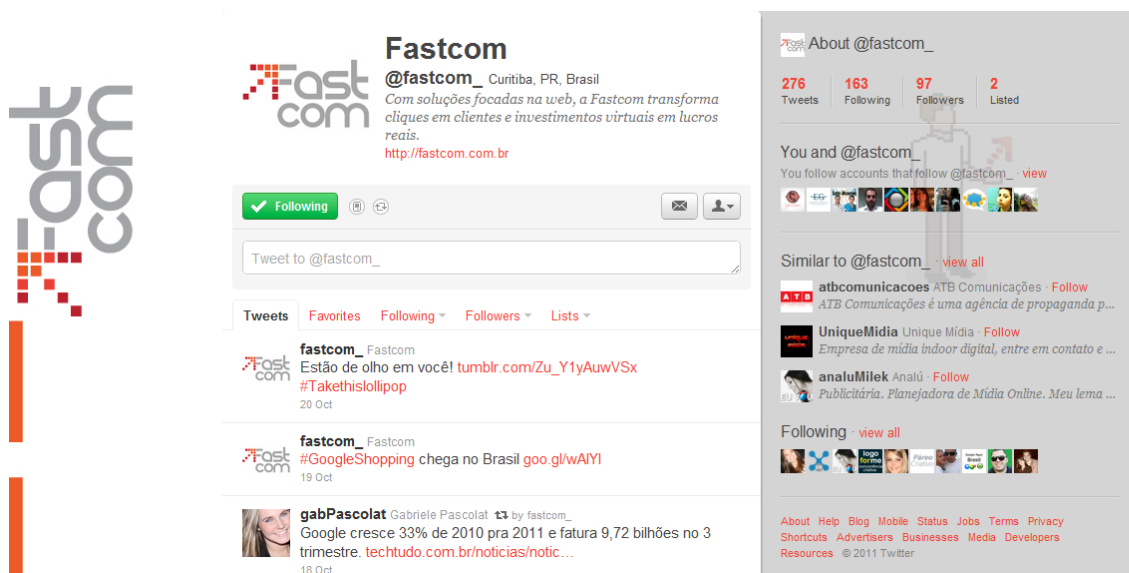 Fast
com
Fast
com
Fastcom
@fastcom_ Curitiba, PR, Brasil
Com soluções focadas na web, a Fastcom transforma
cliques em clientes e investimentos virtuais em lucros
reais.
http://fastcom.com.br
Following
Tweet to @fastcom_
Tweets Favorites Following Followers Lists
Fast
com
fastcom_ Fastcom
Estão de olho em você! tumblr.com/Zu_Y1yAuwVSx
#Takethislollipop
20 Oct
Fast
com
fastcom_ Fastcom
#GoogleShopping chega no Brasil goo.gl/wAlYl
19 Oct
gabPascolat Gabriele Pascolat by fastcom_
Google cresce 33% de 2010 pra 2011 e fatura 9,72 bilhões no 3
trimestre. techtudo.com.br/noticias/notic…
18 Oct
About @fastcom_
276 163 97 2
Tweets Following Followers Listed
You and @fastcom_
You follow accounts that follow @fastcom_ · view
Similar to @fastcom_ · view all
ATB
atbcomunicacoes ATB Comunicações · Follow
ATB Comunicações é uma agência de propaganda p...
UniqueMidia Unique Mídia · Follow
Empresa de mídia indoor digital, entre em contato e ...
analuMilek Analú · Follow
Publicitária. Planejadora de Mídia Online. Meu lema ...
Following · view all
logo
forme
About Help Blog Mobile Status Jobs Terms Privacy
Shortcuts Advertisers Businesses Media Developers
Resources © 2011 Twitter